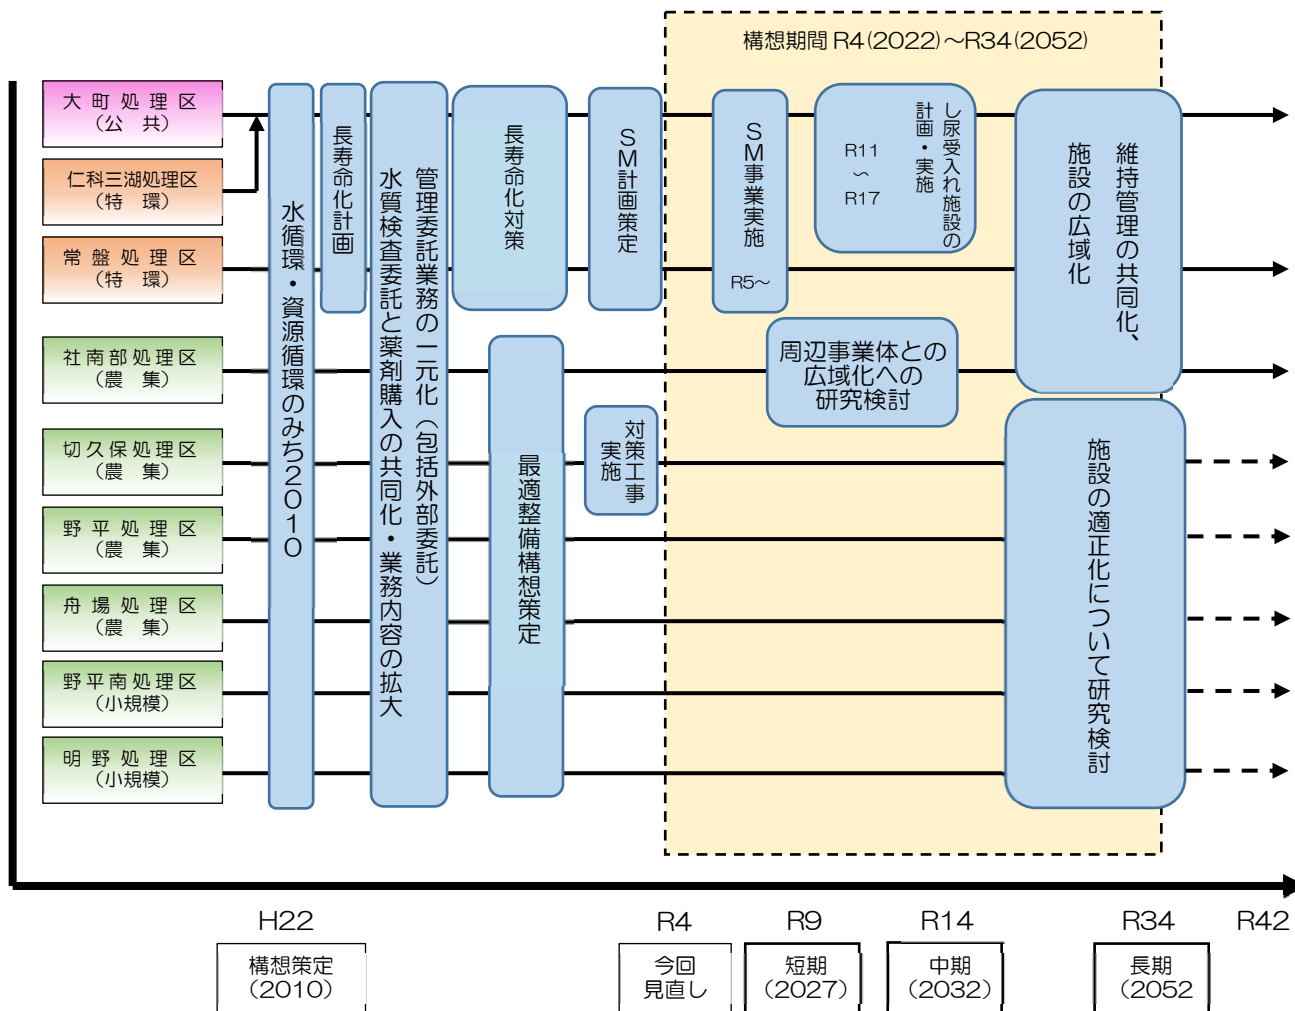 構想期間 R4(2022)～R34(2052)
大町処理区
(公 共)
仁科三湖処理区
(特 環)
常盤処理区
(特 環)
社南部処理区
(農 集)
切久保処理区
(農 集)
野平処理区
(農 集)
舟場処理区
(農 集)
野平南処理区
(小規模)
明野処理区
(小規模)
水循環・資源循環のみち2010
長寿命化計画
管理委託業務の一元化(包括外部委託)
水質検査委託と薬剤購入の共同化・業務内容の拡大
長寿命化対策
最適整備構想策定
SM計画策定
対策工事
実施
SM事業実施
R5～
し尿受入れ施設の
計画・実施
R11
～
R17
周辺事業体との
広域化への
研究検討
維持管理の共同化、
施設の広域化
施設の適正化について研究検討
H22
R4
R9
R14
R34
R42
構想策定
(2010)
今回
見直し
短期
(2027)
中期
(2032)
長期
(2052